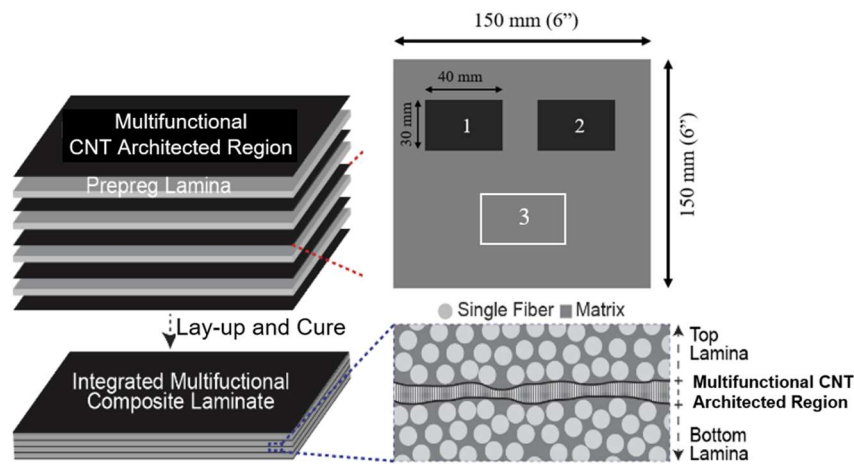 150 mm (6”)
40 mm
30 mm
1
2
3
150 mm (6”)
Multifunctional
CNT Architected Region
Prepreg Lamina
Lay-up and Cure
Integrated Multifuctional
Composite Laminate
Single Fiber Matrix
Top
Lamina
Multifunctional CNT
Architected Region
Bottom
Lamina